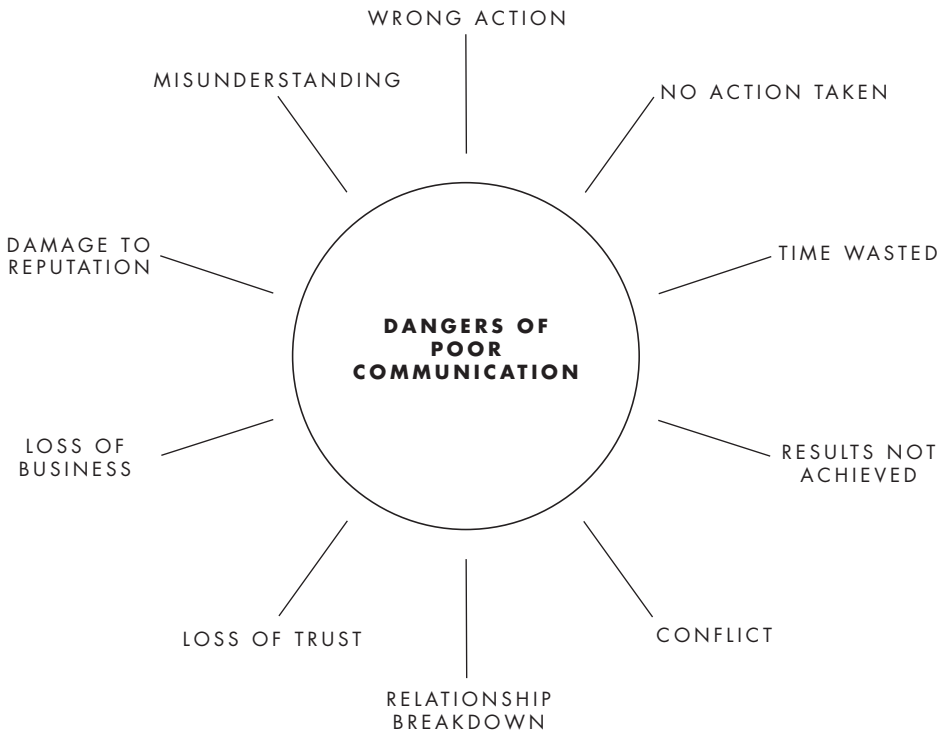 WRONG ACTION
MISUNDERSTANDING
NO ACTION TAKEN
DAMAGE TO
REPUTATION
TIME WASTED
DANGERS OF
POOR
COMMUNICATION
LOSS OF
BUSINESS
RESULTS NOT
ACHIEVED
LOSS OF TRUST
CONFLICT
RELATIONSHIP
BREAKDOWN